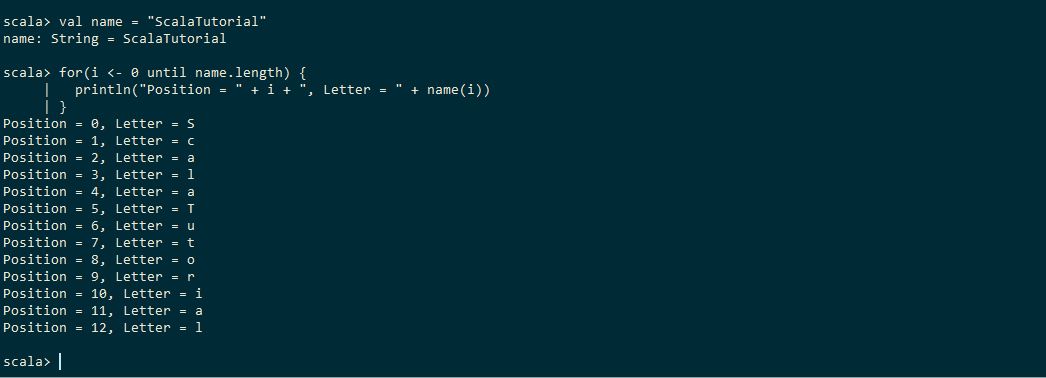 scala> val name = "ScalaTutorial"
name: String = ScalaTutorial
scala> for(i <- 0 until name.length) {
     |   println("Position = " + i + ", Letter = " + name(i))
     | }
Position = 0, Letter = S
Position = 1, Letter = c
Position = 2, Letter = a
Position = 3, Letter = l
Position = 4, Letter = a
Position = 5, Letter = T
Position = 6, Letter = u
Position = 7, Letter = t
Position = 8, Letter = o
Position = 9, Letter = r
Position = 10, Letter = i
Position = 11, Letter = a
Position = 12, Letter = l
scala>